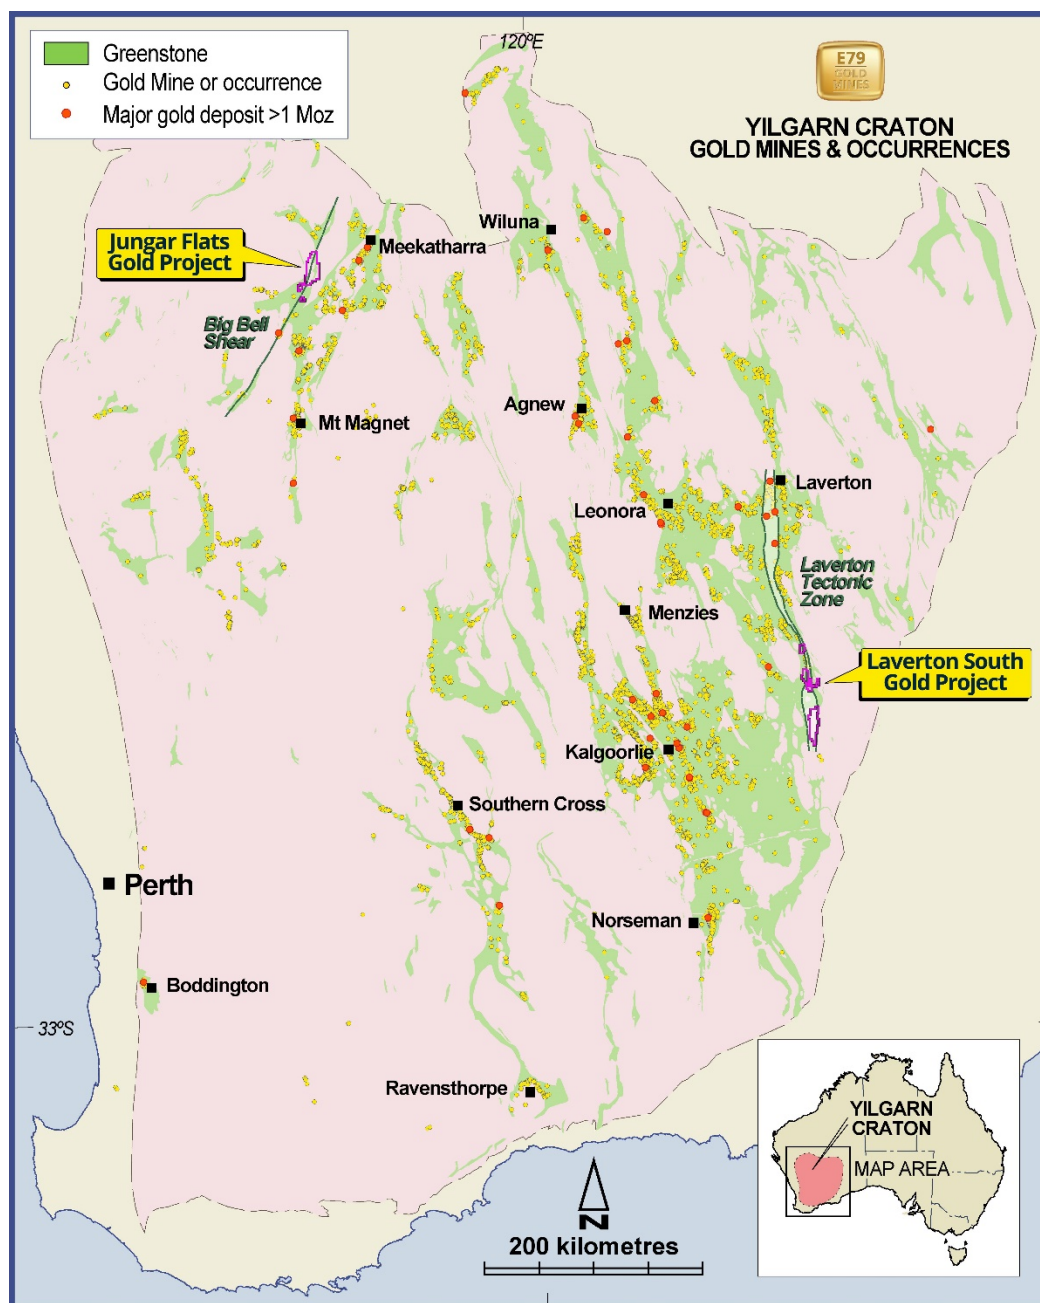 120°E
Greenstone
Gold Mine or occurrence
Major gold deposit >1 Moz
E79
GOLD
MINES
YILGARN CRATON
GOLD MINES & OCCURRENCES
Wiluna
Meekatharra
Jungar Flats
Gold Project
Big Bell
Shear
Agnew
Mt Magnet
Laverton
Leonora
Laverton
Tectonic
Zone
Menzies
Laverton South
Gold Project
Kalgoorlie
Southern Cross
Perth
Norseman
Boddington
33°S
Ravensthorpe
YILGARN
CRATON
MAP AREA
N
200 kilometres